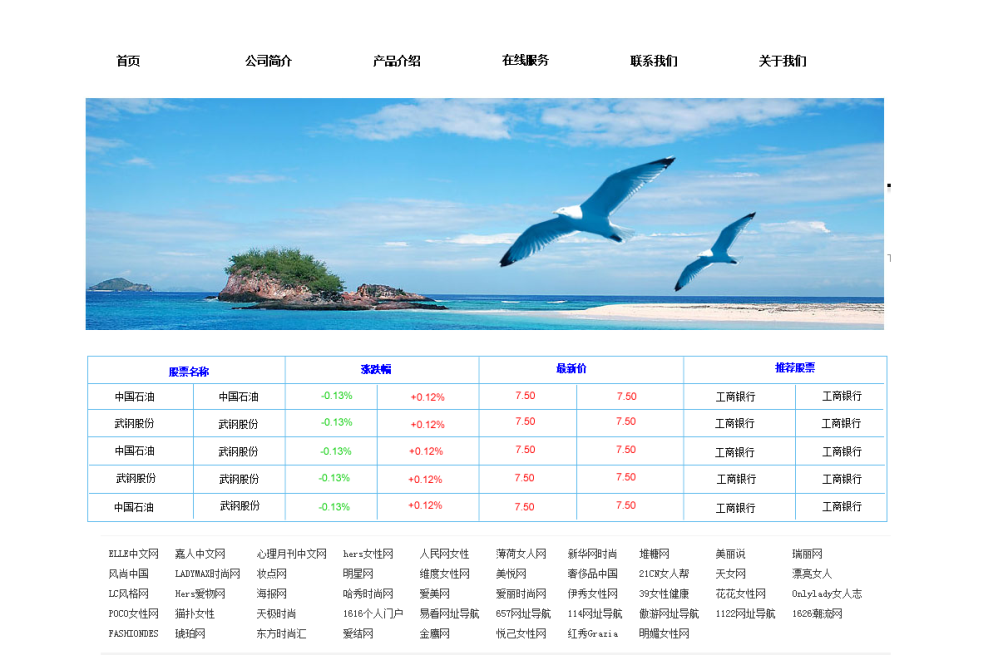 首页 公司简介 产品介绍 在线服务 联系我们 关于我们
股票名称 涨跌幅 最新价 推荐股票
中国石油 中国石油 -0.13% +0.12% 7.50 7.50 工商银行 工商银行
武钢股份 武钢股份 -0.13% +0.12% 7.50 7.50 工商银行 工商银行
中国石油 武钢股份 -0.13% +0.12% 7.50 7.50 工商银行 工商银行
武钢股份 武钢股份 -0.13% +0.12% 7.50 7.50 工商银行 工商银行
中国石油 武钢股份 -0.13% +0.12% 7.50 7.50 工商银行 工商银行
ELLE中文网 嘉人中文网 心理月刊中文网 hers女性网 人民网女性 薄荷女人网 新华网时尚 堆糖网 美丽说 瑞丽网
风尚中国 LADYMAX时尚网 妆点网 明星网 维度女性网 美悦网 奢侈品中国 21CN女人帮 天女网 漂亮女人
LC风格网 Hers爱物网 海报网 哈秀时尚网 爱美网 爱丽时尚网 伊秀女性网 39女性健康 花花女性网 Onlylady女人志
POCO女性网 猫扑女性 天极时尚 1616个人门户 易看网址导航 657网址导航 114网址导航 傲游网址导航 1122网址导航 1626潮流网
FASHIONDES 琥珀网 东方时尚汇 爱结网 金鹰网 悦己女性网 红秀Grazia 明媚女性网